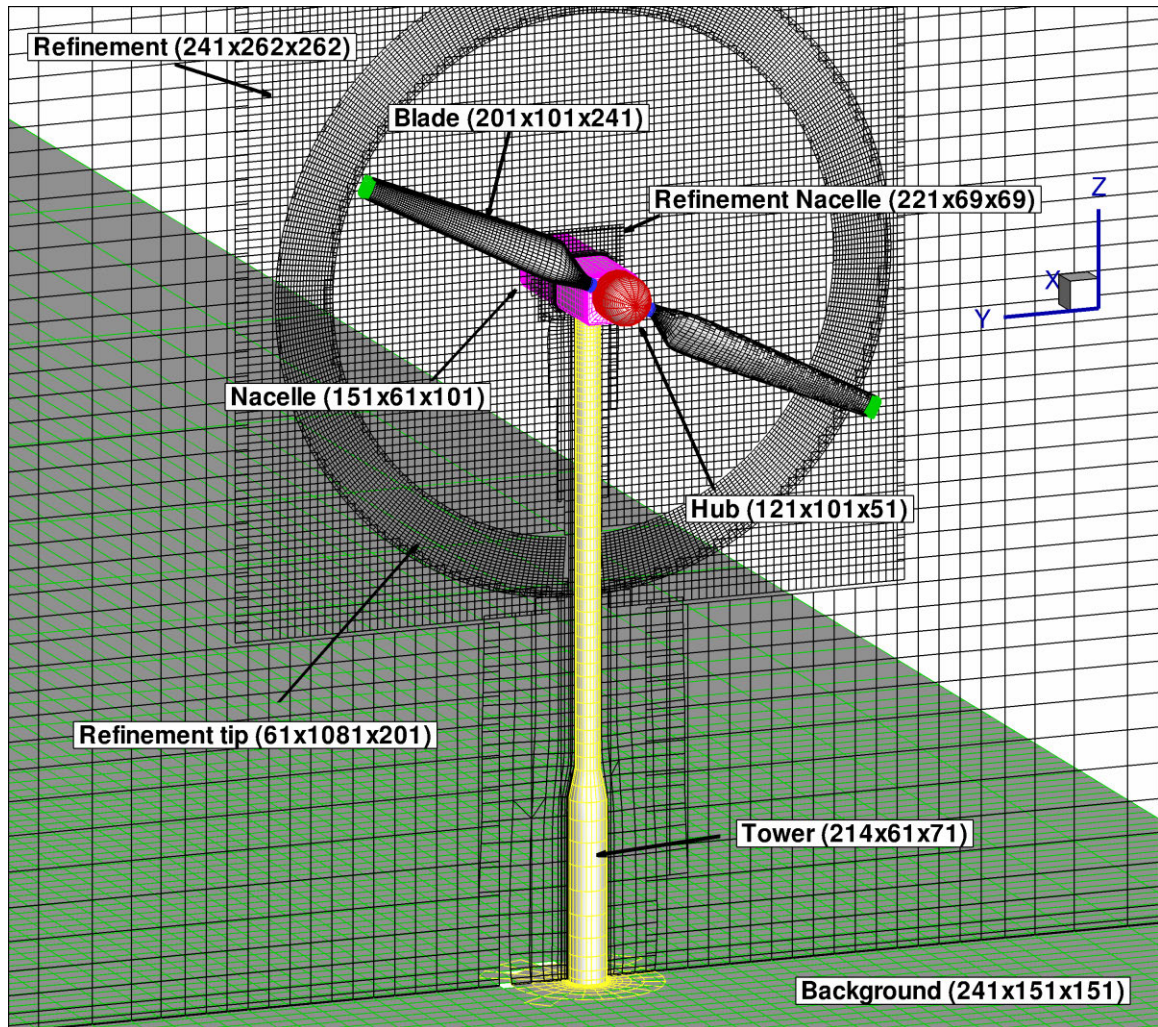 Refinement (241x262x262)
Blade (201x101x241)
Refinement Nacelle (221x69x69)
Z
X
Y
Nacelle (151x61x101)
Hub (121x101x51)
Refinement tip (61x1081x201)
Tower (214x61x71)
Background (241x151x151)